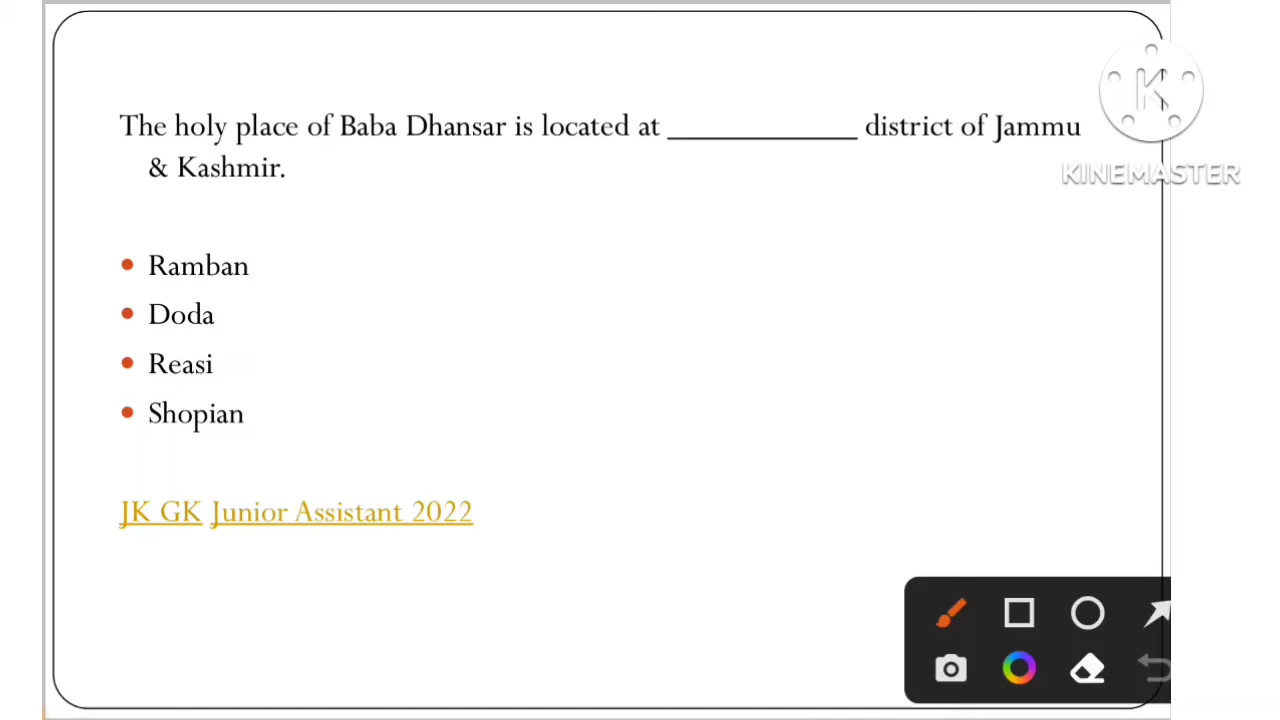 The holy place of Baba Dhansar is located at _____________ district of Jammu
& Kashmir.
• Ramban
• Doda
• Reasi
• Shopian
JK GK Junior Assistant 2022
K
KINEMASTER